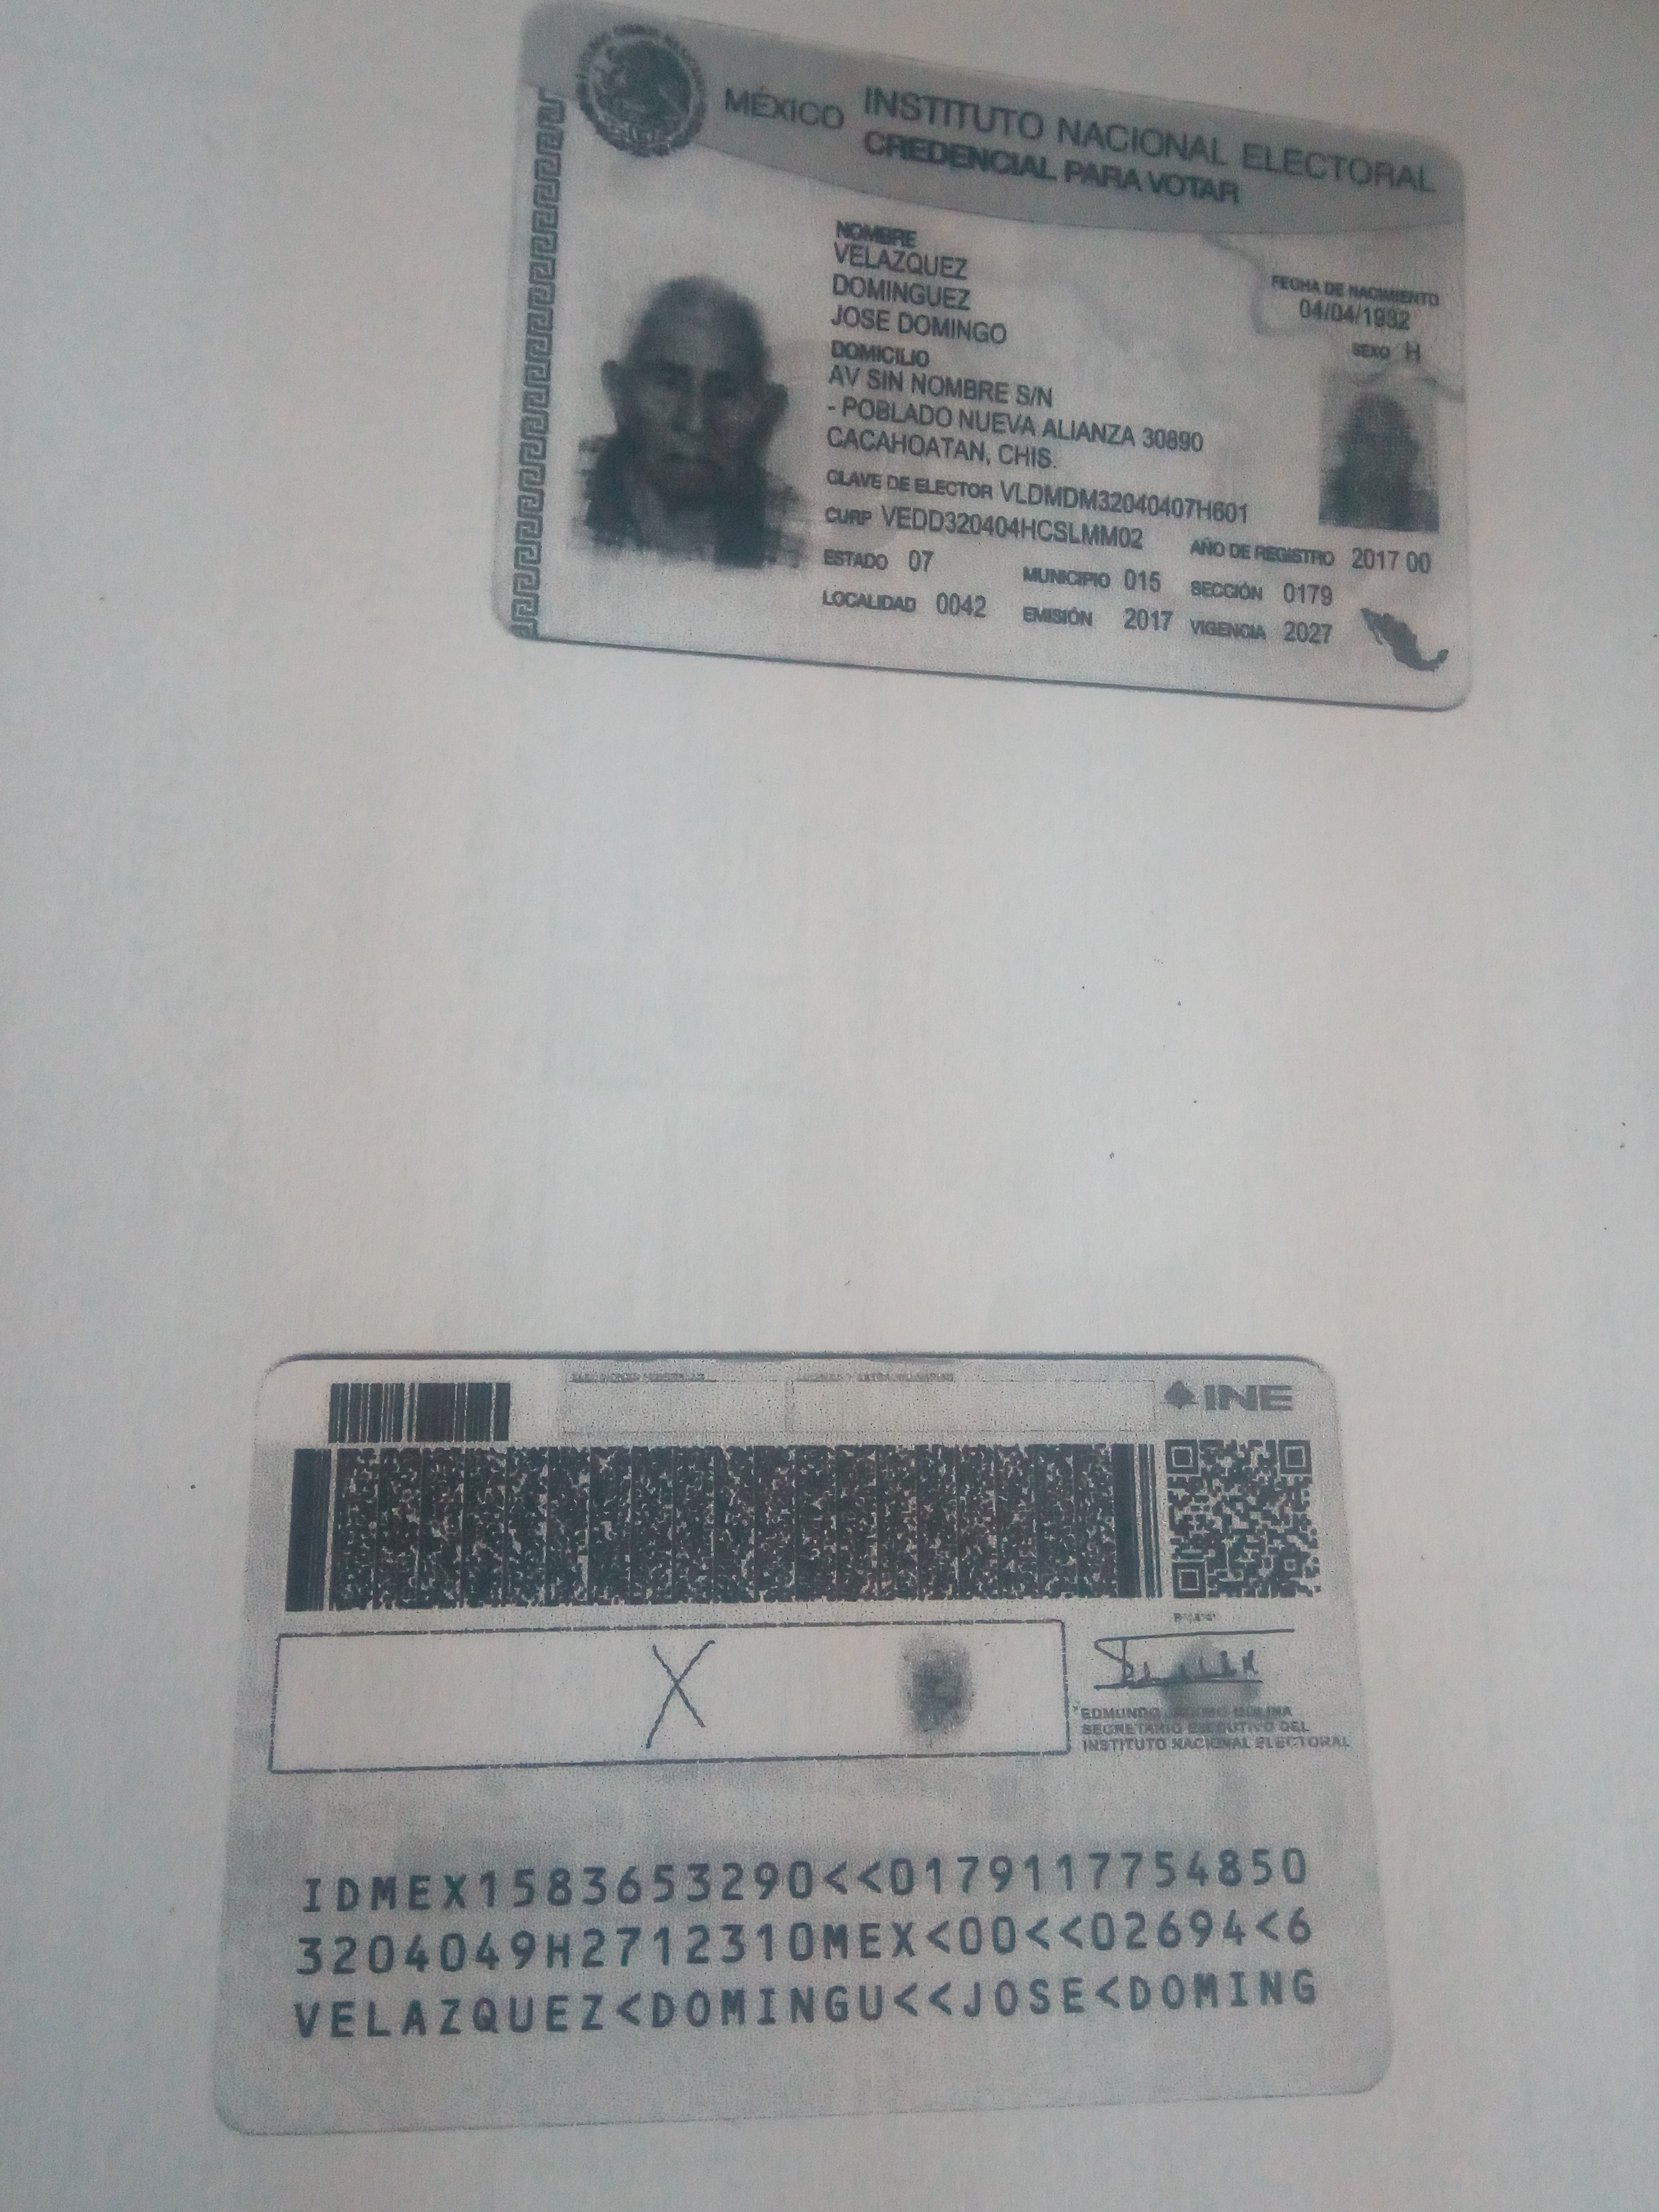 MÉXICO INSTITUTO NACIONAL ELECTORAL
CREDENCIAL PARA VOTAR
NOMBRE
VELAZQUEZ
DOMINGUEZ
JOSE DOMINGO
FECHA DE NACIMIENTO
04/04/1932
SEXO H
DOMICILIO
AV SIN NOMBRE S/N
- POBLADO NUEVA ALIANZA 30890
CACAHOATAN, CHIS.
CLAVE DE ELECTOR VLDMDM32040407H601
CURP VEDD320404HCSLMM02 AÑO DE REGISTRO 2017 00
ESTADO 07 MUNICIPIO 015 SECCIÓN 0179
LOCALIDAD 0042 EMISIÓN 2017 VIGENCIA 2027
INE
X
EDMUNDO
SECRETARIO EJECUTIVO DEL
INSTITUTO NACIONAL ELECTORAL
IDMEX1583653290<<0179117754850
3204049H2712310MEX<00<<02694<6
VELAZQUEZ<DOMINGU<<JOSE<DOMING